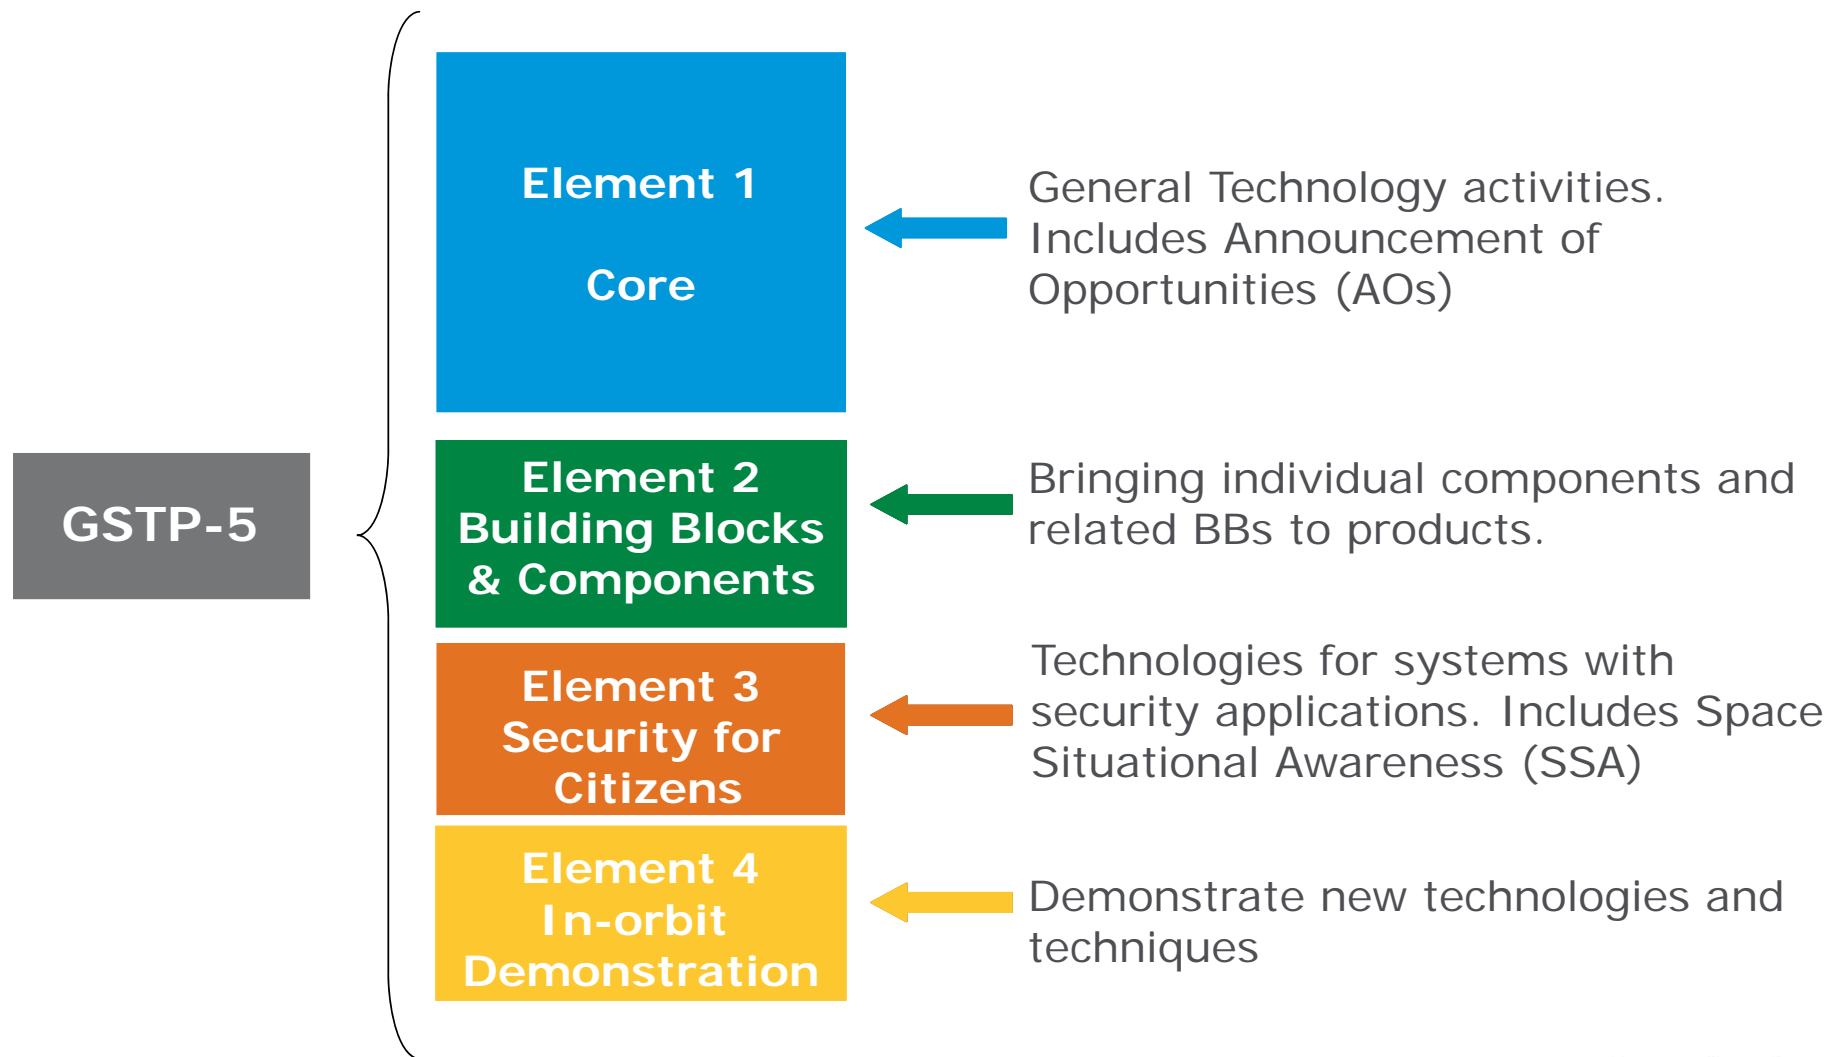 GSTP-5
Element 1
Core
General Technology activities.
Includes Announcement of
Opportunities (AOs)
Element 2
Building Blocks
& Components
Bringing individual components and
related BBs to products.
Element 3
Security for
Citizens
Technologies for systems with
security applications. Includes Space
Situational Awareness (SSA)
Element 4
In-orbit
Demonstration
Demonstrate new technologies and
techniques